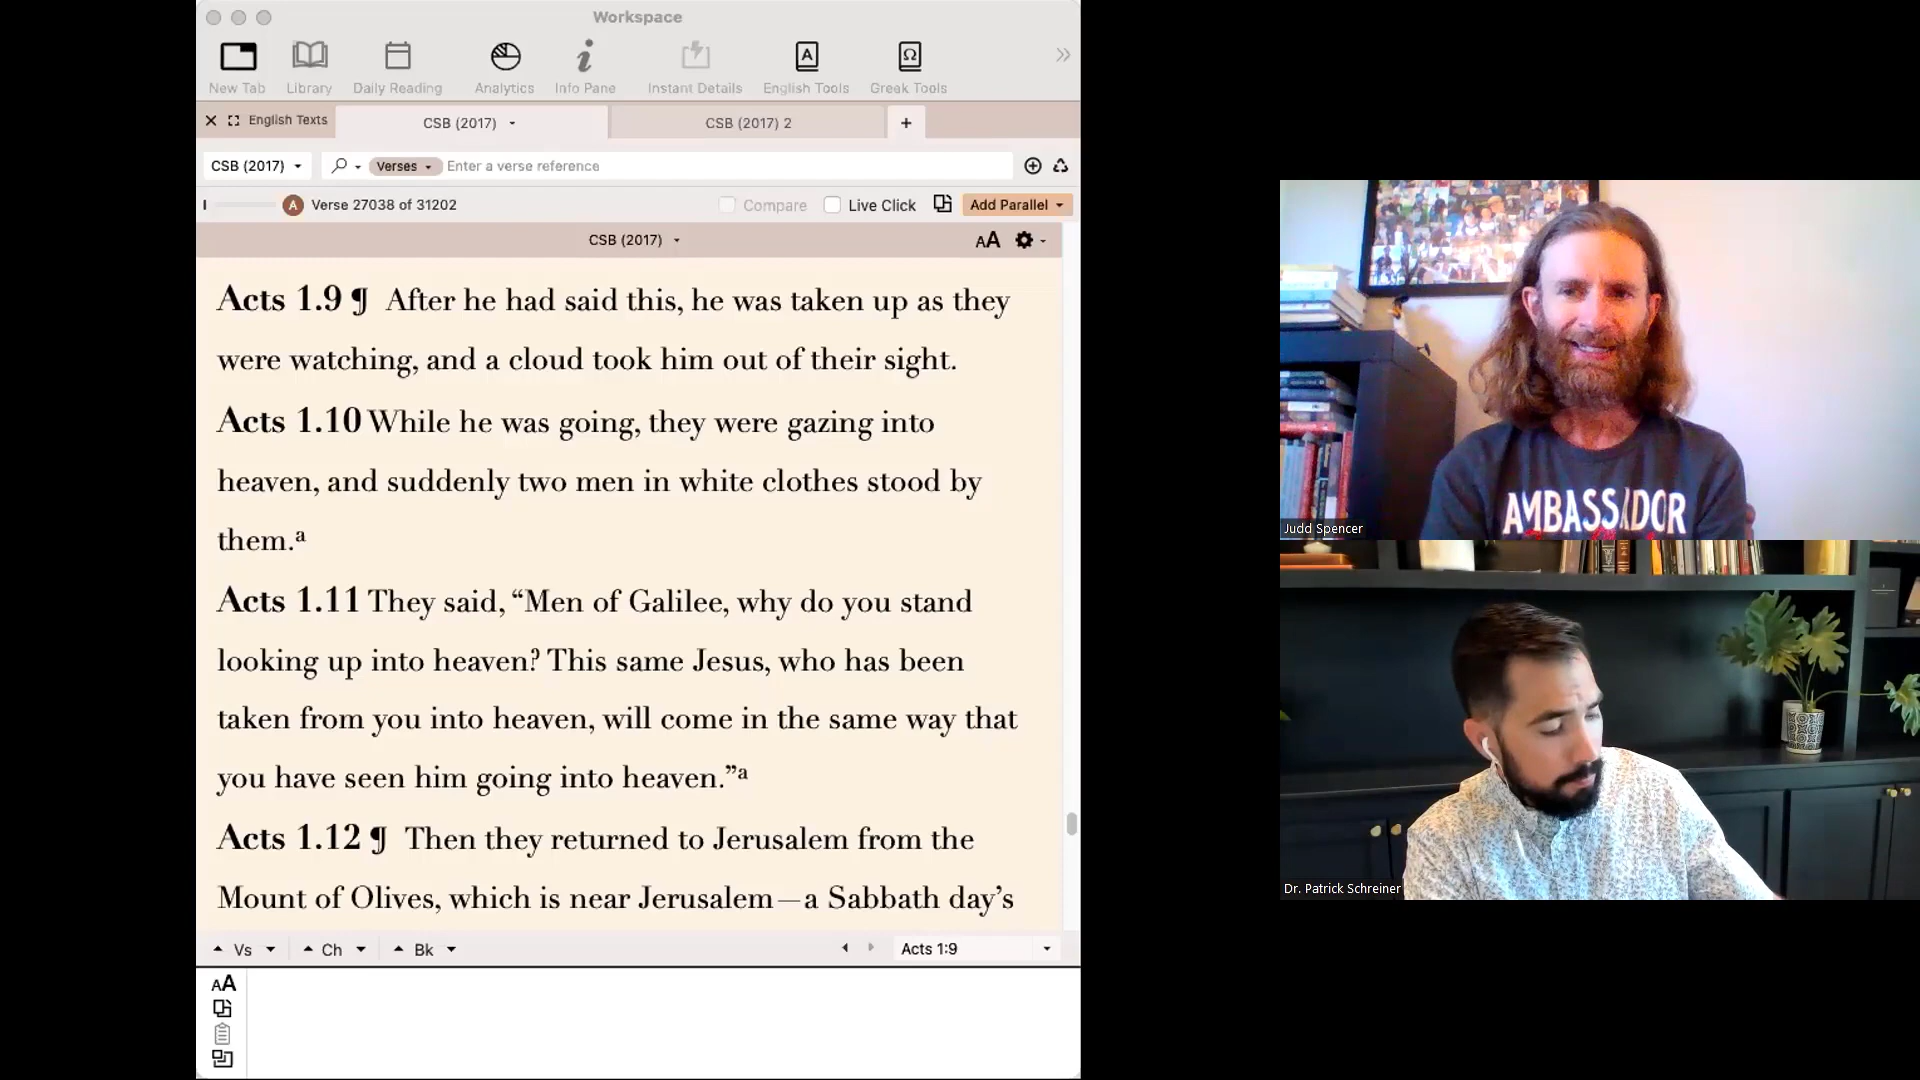 Workspace
New Tab
Library
Daily Reading
Analytics
Info Pane
Instant Details
English Tools
Greek Tools
English Texts
CSB (2017)
CSB (2017) 2
+
CSB (2017)
Verses
Enter a verse reference
A
Verse 27038 of 31202
Compare
Live Click
Add Parallel
CSB (2017)
AA
Acts 1.9 ¶ After he had said this, he was taken up as they
were watching, and a cloud took him out of their sight.
Acts 1.10 While he was going, they were gazing into
heaven, and suddenly two men in white clothes stood by
them.ª
Acts 1.11 They said, “Men of Galilee, why do you stand
looking up into heaven? This same Jesus, who has been
taken from you into heaven, will come in the same way that
you have seen him going into heaven.”ª
Acts 1.12 ¶ Then they returned to Jerusalem from the
Mount of Olives, which is near Jerusalem—a Sabbath day’s
Vs
Ch
Bk
Acts 1:9
AA
AMBASSADOR
Judd Spencer
Dr. Patrick Schreiner